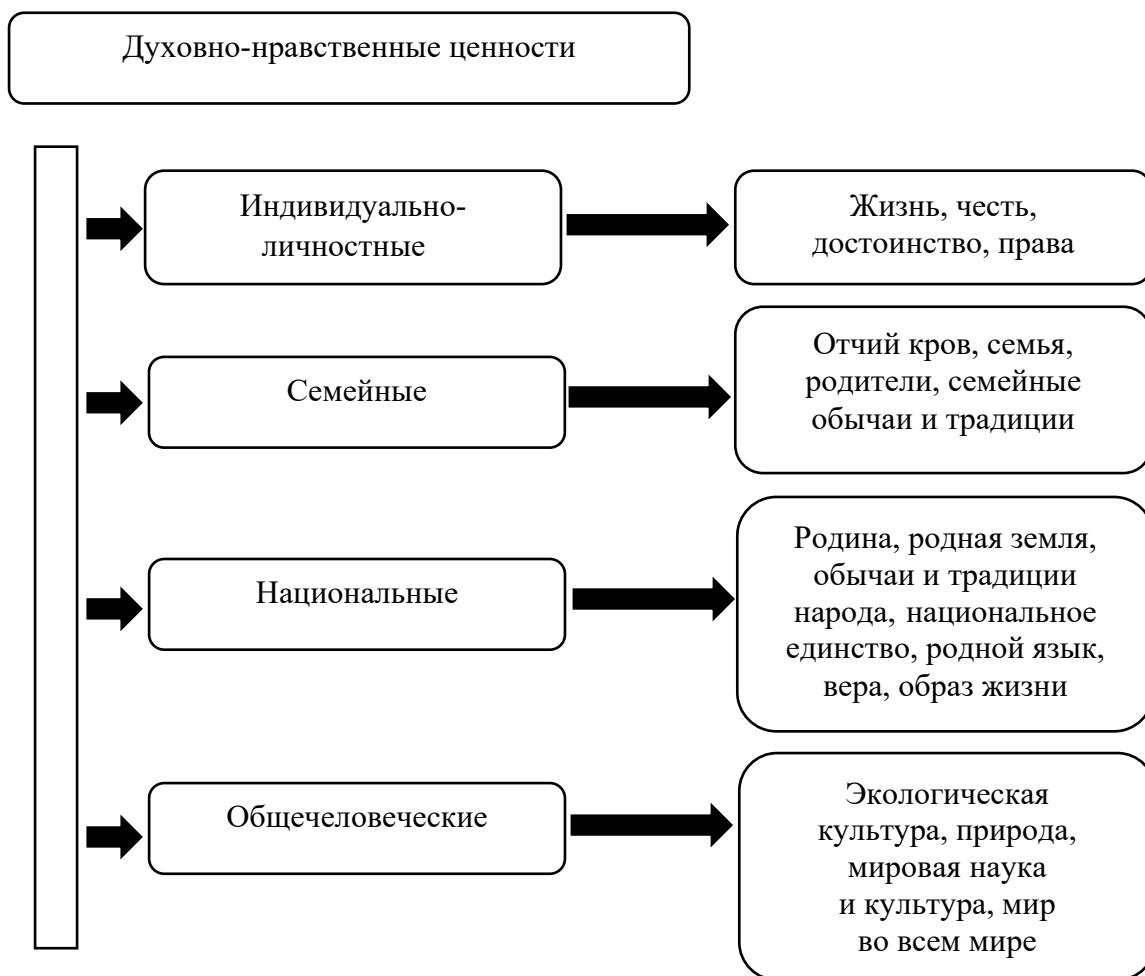 Духовно-нравственные ценности
Индивидуально-
личностные
Жизнь, честь,
достоинство, права
Семейные
Отчий кров, семья,
родители, семейные
обычаи и традиции
Национальные
Родина, родная земля,
обычаи и традиции
народа, национальное
единство, родной язык,
вера, образ жизни
Общечеловеческие
Экологическая
культура, природа,
мировая наука
и культура, мир
во всем мире